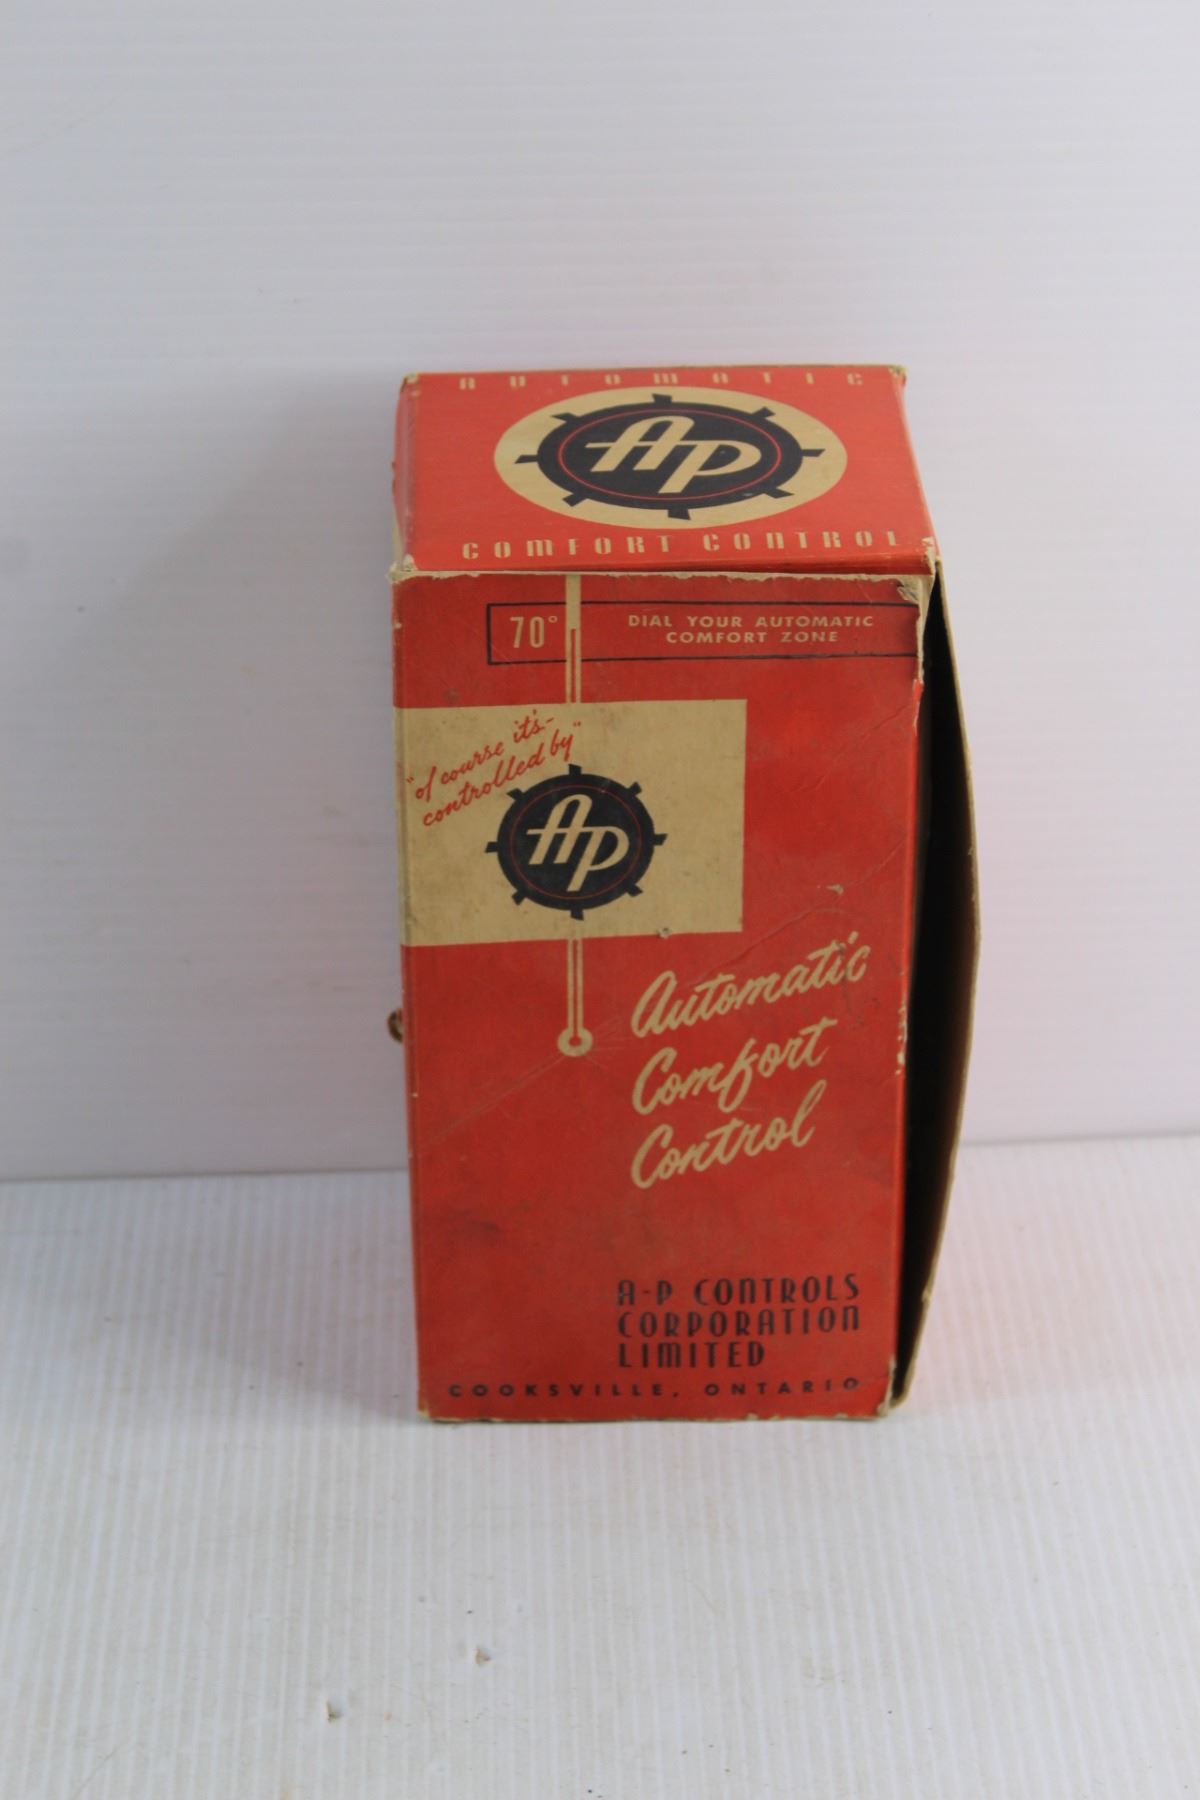 AUTOMATIC
AP
COMFORT CONTROL
70° DIAL YOUR AUTOMATIC
COMFORT ZONE
"of course it's-
controlled by"
AP
Automatic
Comfort
Control
A-P CONTROLS
CORPORATION
LIMITED
COOKSVILLE, ONTARIO